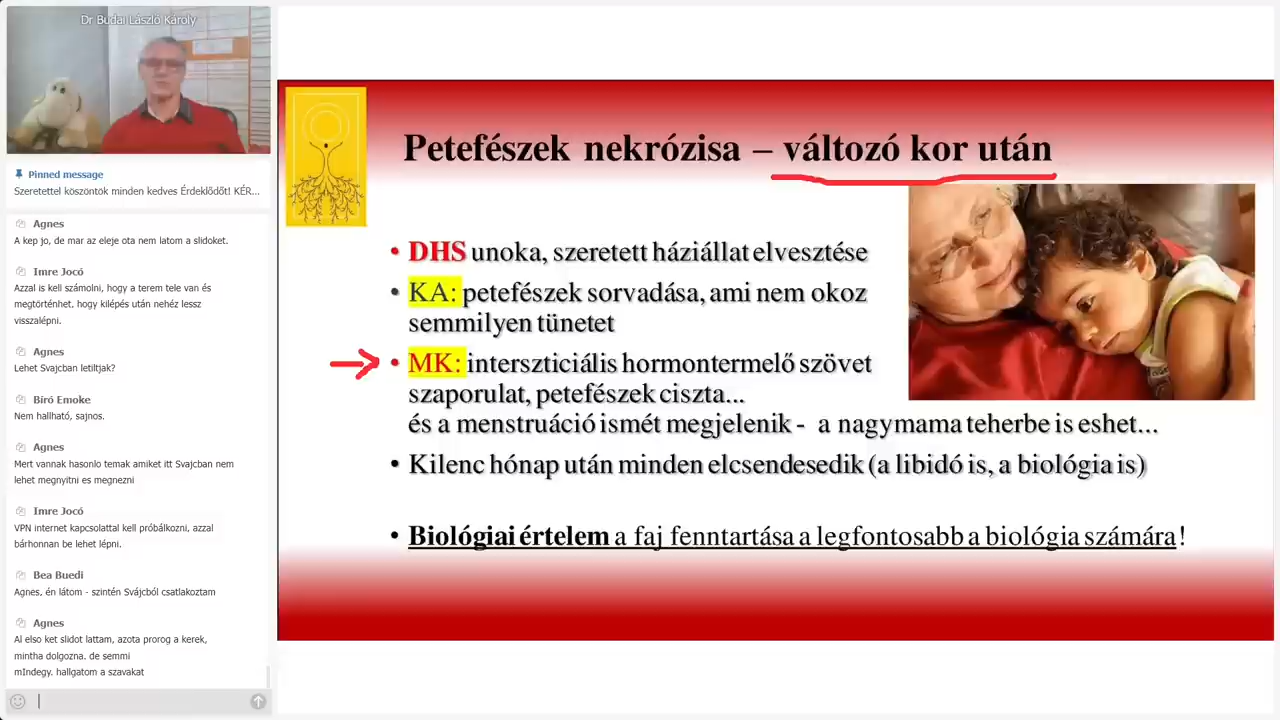 Dr Budai László Károly
Pinned message
Szeretettel köszöntök minden kedves Érdeklődőt! KÉR...
Agnes
A kep jo, de mar az eleje ota nem latom a slidoket.
Imre Jocó
Azzal is kell számolni, hogy a terem tele van és
megtörténhet, hogy kilépés után nehéz lessz
visszalépni.
Agnes
Lehet Svajcban letiltjak?
Bíró Emoke
Nem hallható, sajnos.
Agnes
Mert vannak hasonlo temak amiket itt Svajcban nem
lehet megnyitni es megnezni
Imre Jocó
VPN internet kapcsolattal kell próbálkozni, azzal
bárhonnan be lehet lépni.
Bea Buedi
Agnes, én látom - szintén Svájcból csatlakoztam
Agnes
Al elso ket slidot lattam, azota prorog a kerek,
mintha dolgozna. de semmi
mIndegy. hallgatom a szavakat
Petefészek nekrózisa – változó kor után
• DHS unoka, szeretett háziállat elvesztése
• KA: petefészek sorvadása, ami nem okoz
semmilyen tünetet
• MK: interszticiális hormontermelő szövet
szaporulat, petefészek ciszta...
és a menstruáció ismét megjelenik - a nagymama teherbe is eshet...
• Kilenc hónap után minden elcsendesedik (a libidó is, a biológia is)
• Biológiai értelem a faj fenntartása a legfontosabb a biológia számára!